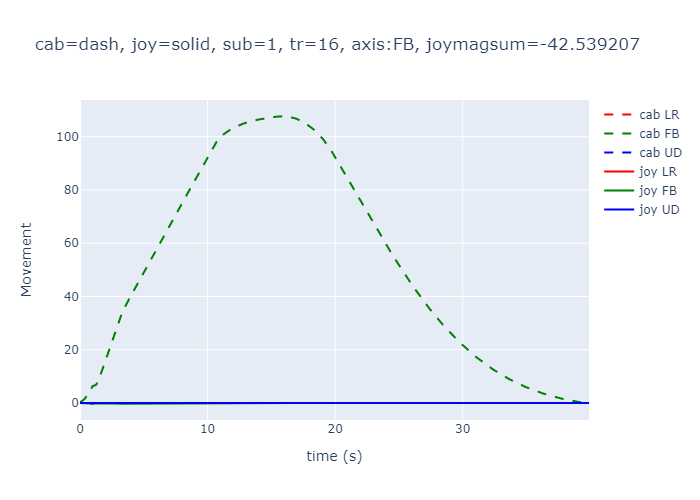 cab=dash, joy=solid, sub=1, tr=16, axis:FB, joymagsum=-42.539207
cab LR
cab FB
cab UD
joy LR
joy FB
joy UD
Movement
100
80
60
40
20
0
0 10 20 30
time (s)